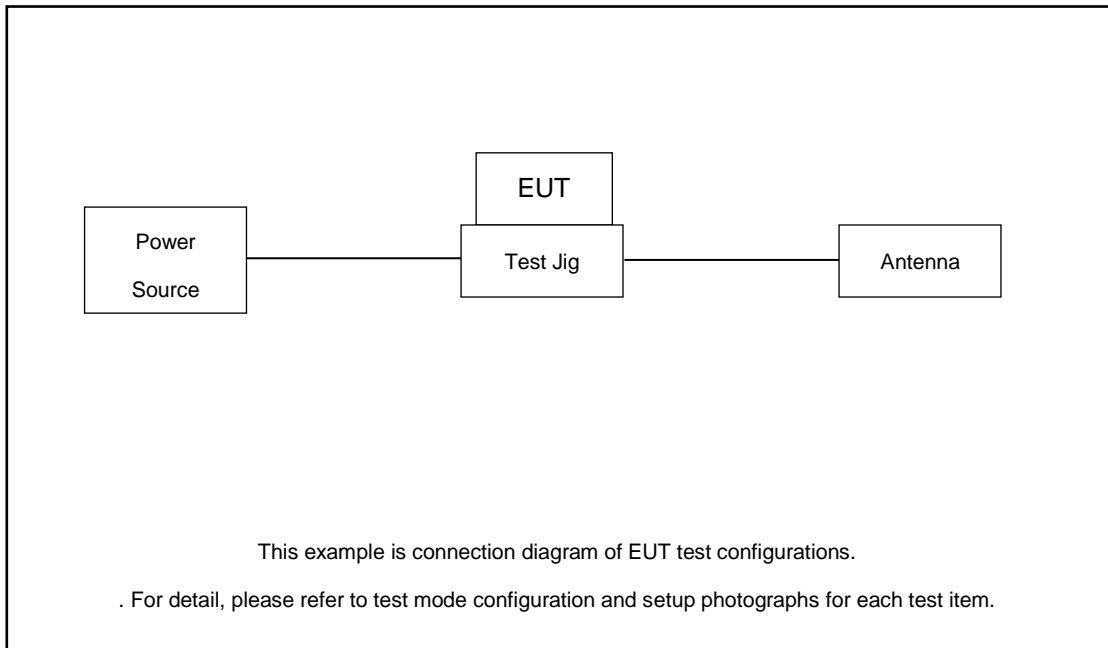 EUT
Power
Source
Test Jig
Antenna
This example is connection diagram of EUT test configurations.
. For detail, please refer to test mode configuration and setup photographs for each test item.